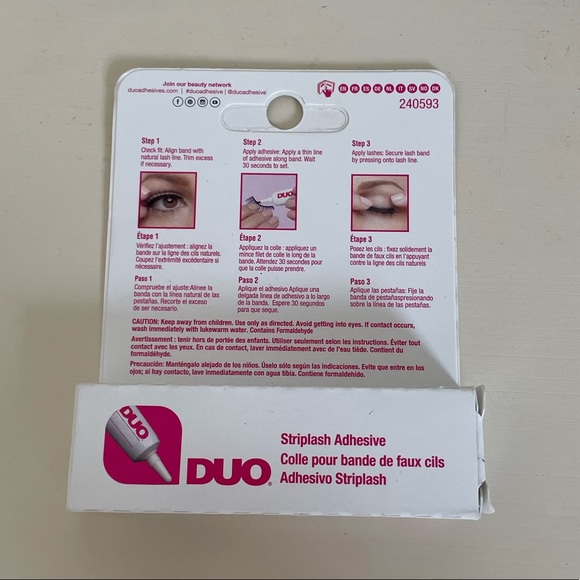 Join our beauty network
duoadhesives.com | #duoadhesive | @duoadhesive
EN FR ES DE NL IT SV NO DK
240593
Step 1
Check fit: Align band with
natural lash line. Trim excess
if necessary.
Step 2
Apply adhesive: Apply a thin line
of adhesive along band. Wait
30 seconds to set.
Step 3
Apply lashes: Secure lash band
by pressing onto lash line.
DUO
Étape 1
Vérifiez l'ajustement : alignez la
bande sur la ligne des cils naturels.
Coupez l'extrémité excédentaire si
nécessaire.
Étape 2
Appliquez la colle : appliquez un
mince filet de colle le long de la
bande. Attendez 30 secondes pour
que la colle puisse prendre.
Étape 3
Posez les cils : fixez solidement la
bande de faux cils en l'appuyant
contre la ligne des cils naturels
Paso 1
Compruebe el ajuste:Alinee la
banda con la línea natural de las
pestañas. Recorte el exceso
de ser necesario.
Paso 2
Aplique el adhesivo Aplique una
delgada línea de adhesivo a lo largo
de la banda. Espere 30 segundos
para que seque.
Paso 3
Aplique las pestañas: Fije la
banda de pestañaspresionando
sobre la línea de las pestañas.
CAUTION: Keep away from children. Use only as directed. Avoid getting into eyes. If contact occurs,
wash immediately with lukewarm water. Contains Formaldehyde
Avertissement : tenir hors de portée des enfants. Utiliser seulement selon les instructions. Éviter tout
contact avec les yeux. En cas de contact, laver immédiatement avec de l'eau tiède. Contient du
formaldéhyde.
Precaución: Manténgalo alejado de los niños. Úselo sólo según las indicaciones. Evite que entre en los
ojos; si hay contacto, lave inmediatamente con agua tibia. Contiene formaldehído.
DUO
DUO
Striplash Adhesive
Colle pour bande de faux cils
Adhesivo Striplash